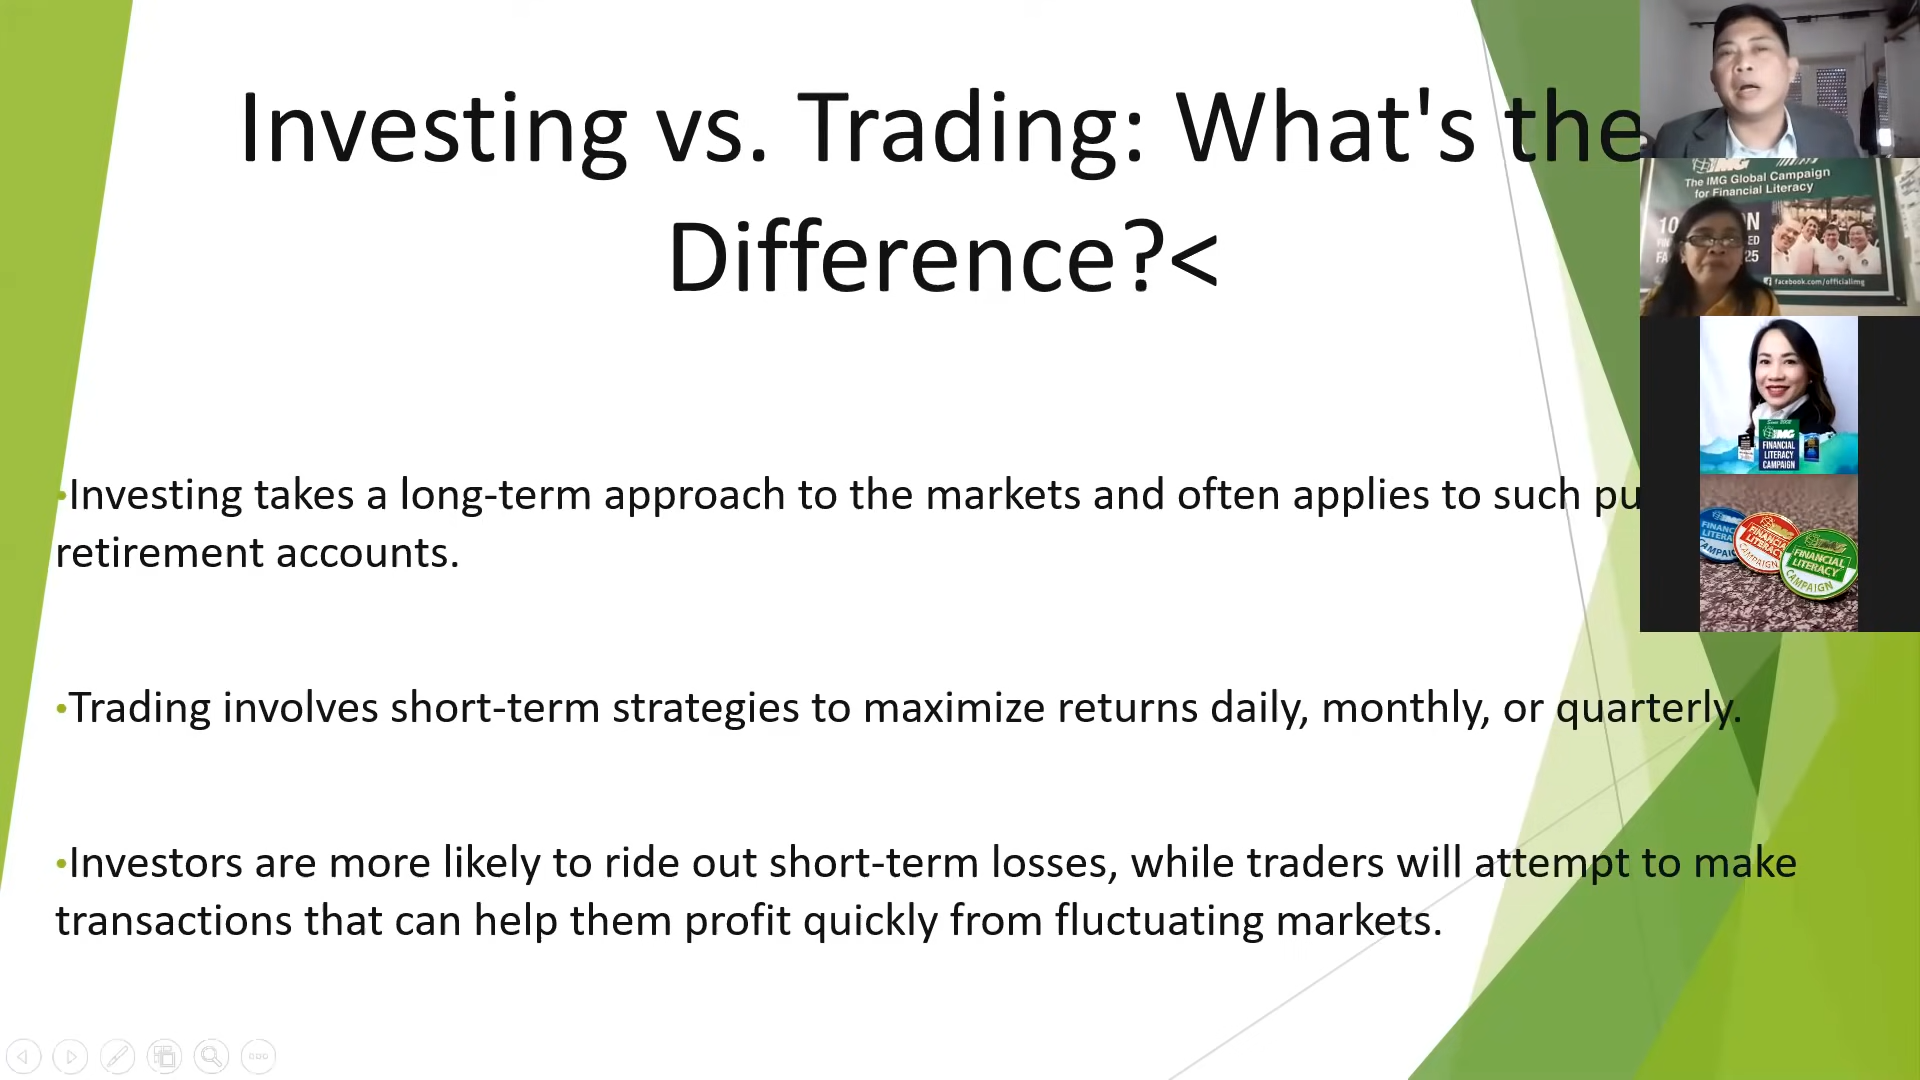 Investing vs. Trading: What's the
Difference?<
•Investing takes a long-term approach to the markets and often applies to such
retirement accounts.
•Trading involves short-term strategies to maximize returns daily, monthly, or quarterly.
•Investors are more likely to ride out short-term losses, while traders will attempt to make
transactions that can help them profit quickly from fluctuating markets.
IMG
The IMG Global Campaign
for Financial Literacy
facebook.com/officialimg
Since 2002
IMG
FINANCIAL
LITERACY
CAMPAIGN
FINANCIAL
LITERACY
CAMPAIGN
FINANCIAL
LITERACY
CAMPAIGN